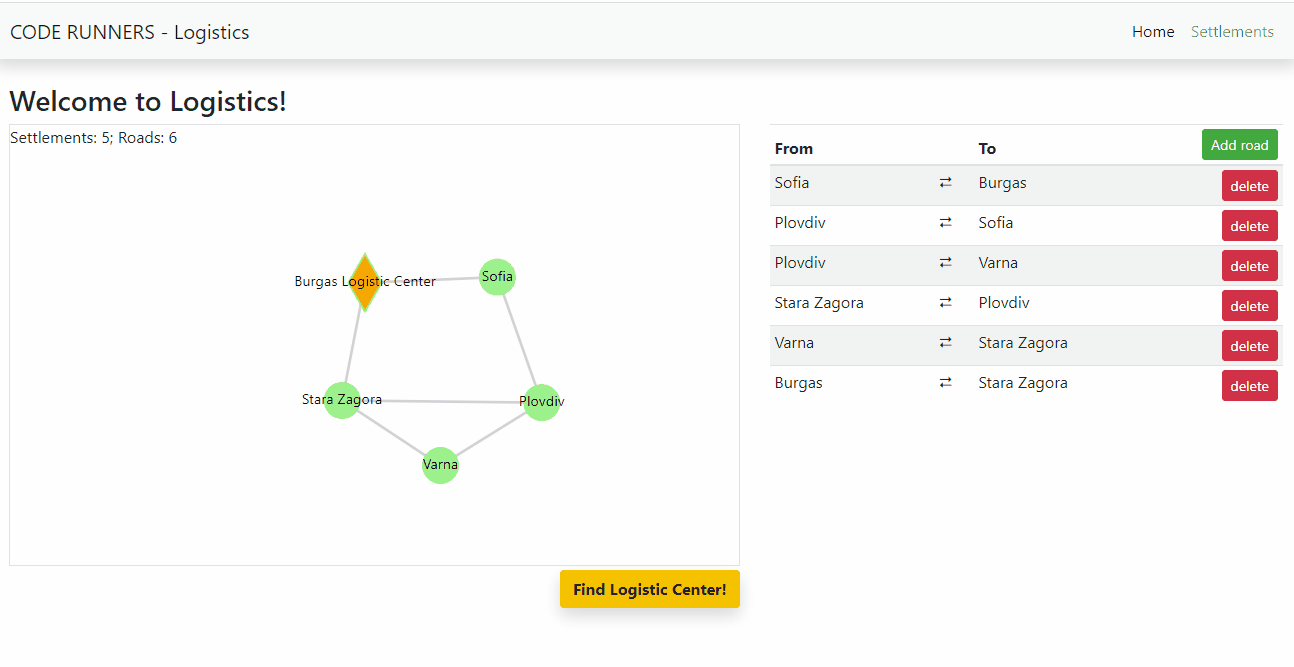 CODE RUNNERS - Logistics
Home Settlements
Welcome to Logistics!
Settlements: 5; Roads: 6
Burgas Logistic Center
Sofia
Stara Zagora
Plovdiv
Varna
Find Logistic Center!
From To Add road
Sofia ⇄ Burgas delete
Plovdiv ⇄ Sofia delete
Plovdiv ⇄ Varna delete
Stara Zagora ⇄ Plovdiv delete
Varna ⇄ Stara Zagora delete
Burgas ⇄ Stara Zagora delete